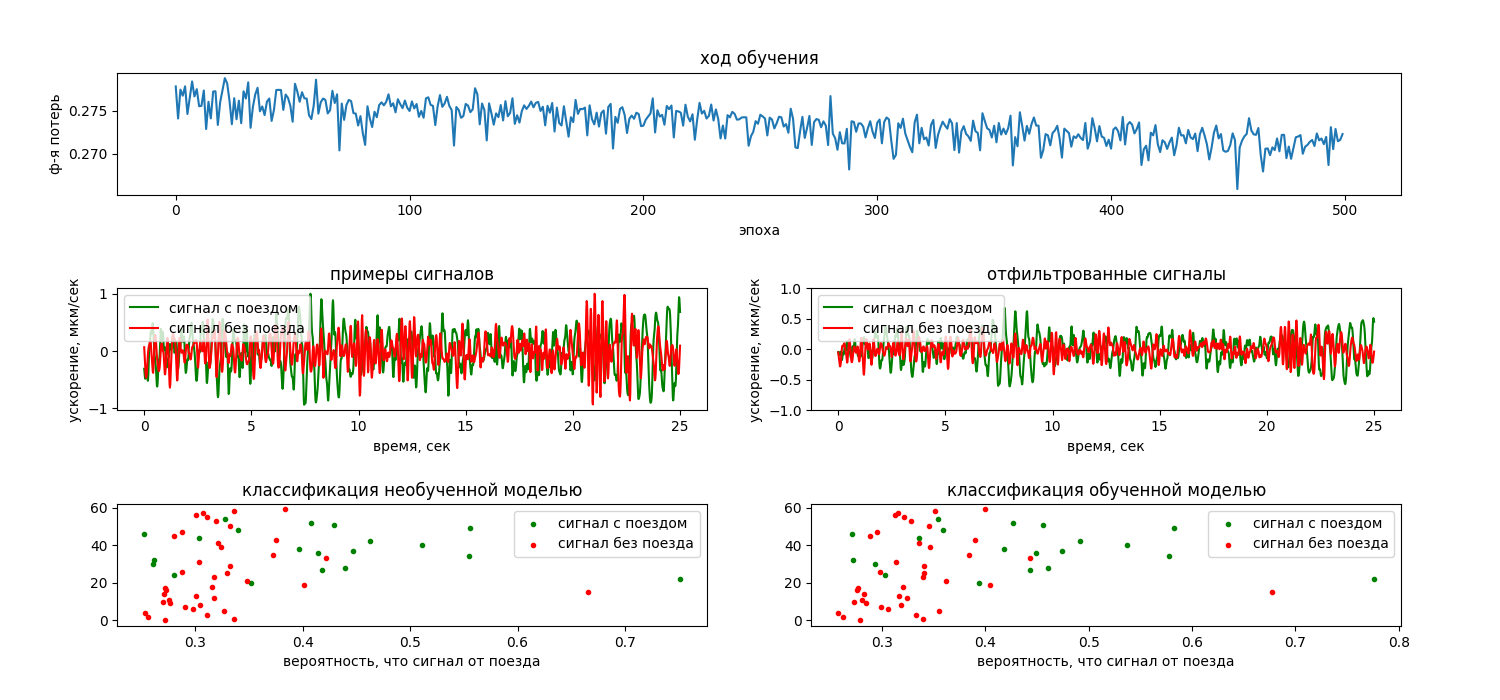 ход обучения
ф-я потерь
0.275
0.270
0 100 200 300 400 500
эпоха
примеры сигналов
ускорение, мкм/сек
1
0
−1
сигнал с поездом
сигнал без поезда
0 5 10 15 20 25
время, сек
отфильтрованные сигналы
ускорение, мкм/сек
1.0
0.5
0.0
−0.5
−1.0
сигнал с поездом
сигнал без поезда
0 5 10 15 20 25
время, сек
классификация необученной моделью
60
40
20
0
сигнал с поездом
сигнал без поезда
0.3 0.4 0.5 0.6 0.7
вероятность, что сигнал от поезда
классификация обученной моделью
60
40
20
0
сигнал с поездом
сигнал без поезда
0.3 0.4 0.5 0.6 0.7 0.8
вероятность, что сигнал от поезда